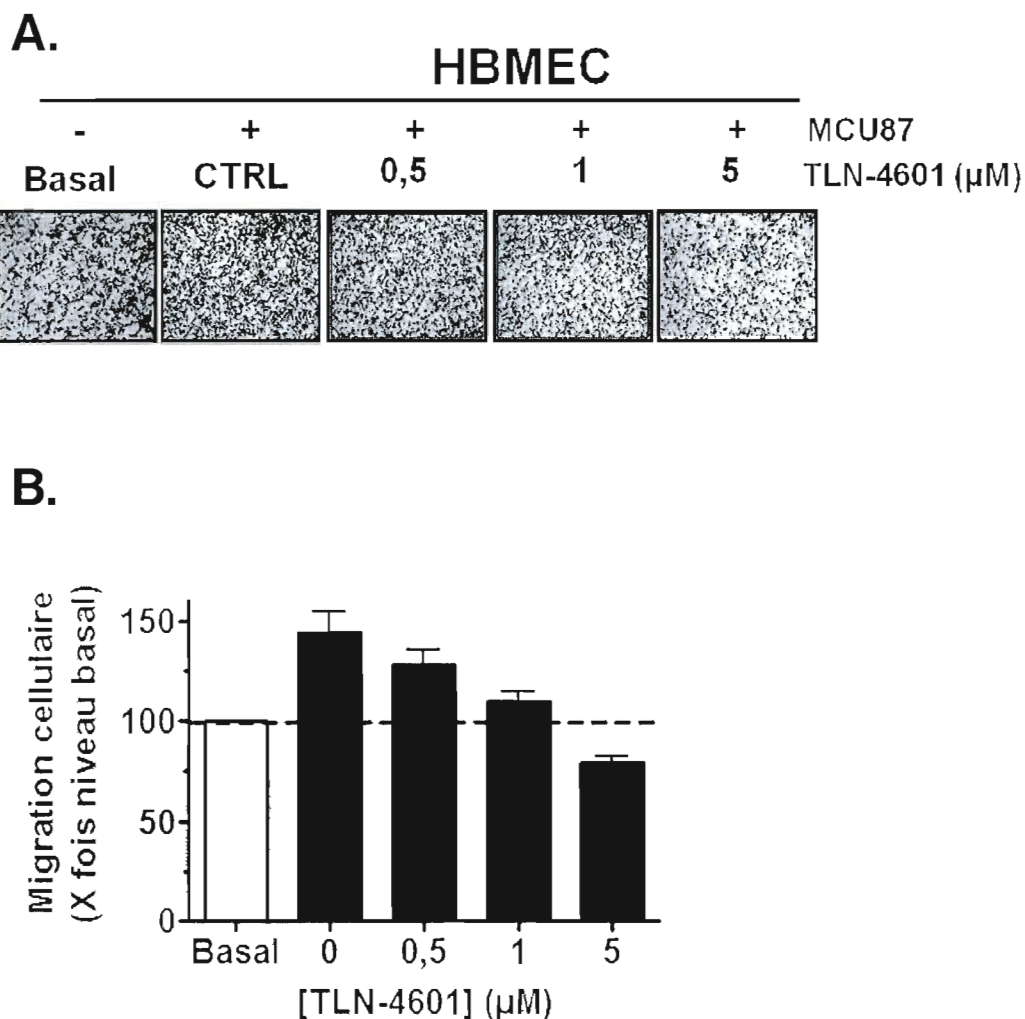 A.
HBMEC
- + + + + MCU87
Basal CTRL 0,5 1 5 TLN-4601 (µM)
B.
Migration cellulaire
(X fois niveau basal)
150
100
50
0
Basal 0 0,5 1 5
[TLN-4601] (µM)